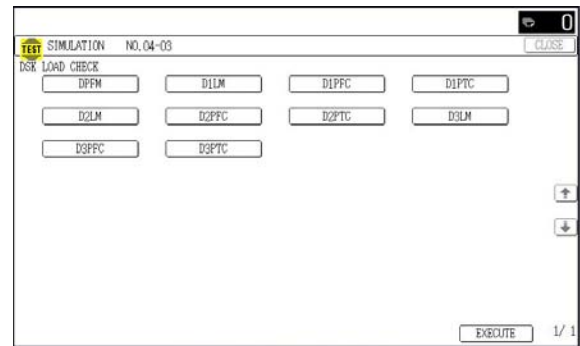 0
TEST SIMULATION NO.04-03 CLOSE
DSK LOAD CHECK
DPFM D1LM D1PFC D1PTC
D2LM D2PFC D2PTC D3LM
D3PFC D3PTC
EXECUTE 1/ 1